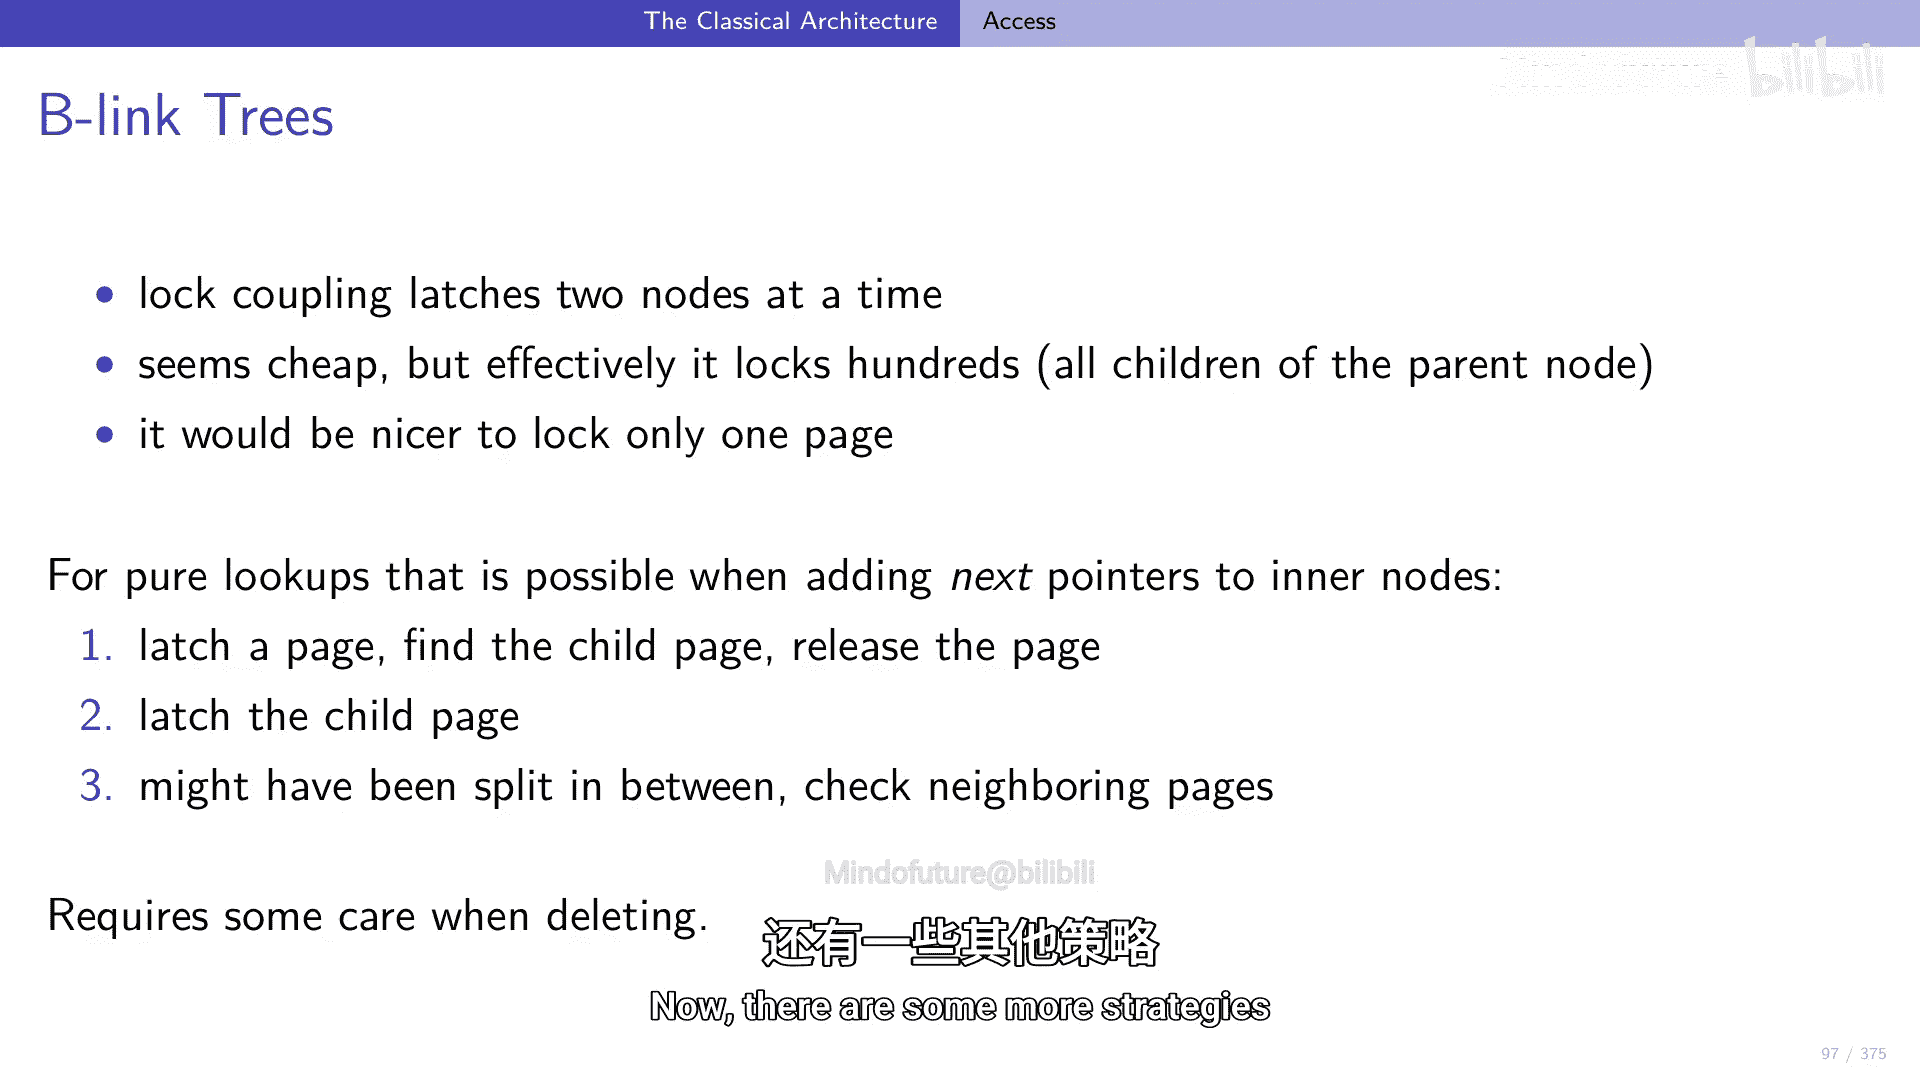 The Classical Architecture Access
bilibili
B-link Trees
• lock coupling latches two nodes at a time
• seems cheap, but effectively it locks hundreds (all children of the parent node)
• it would be nicer to lock only one page
For pure lookups that is possible when adding next pointers to inner nodes:
1. latch a page, find the child page, release the page
2. latch the child page
3. might have been split in between, check neighboring pages
Mindofuture@bilibili
Requires some care when deleting.
还有一些其他策略
Now, there are some more strategies
97 / 375